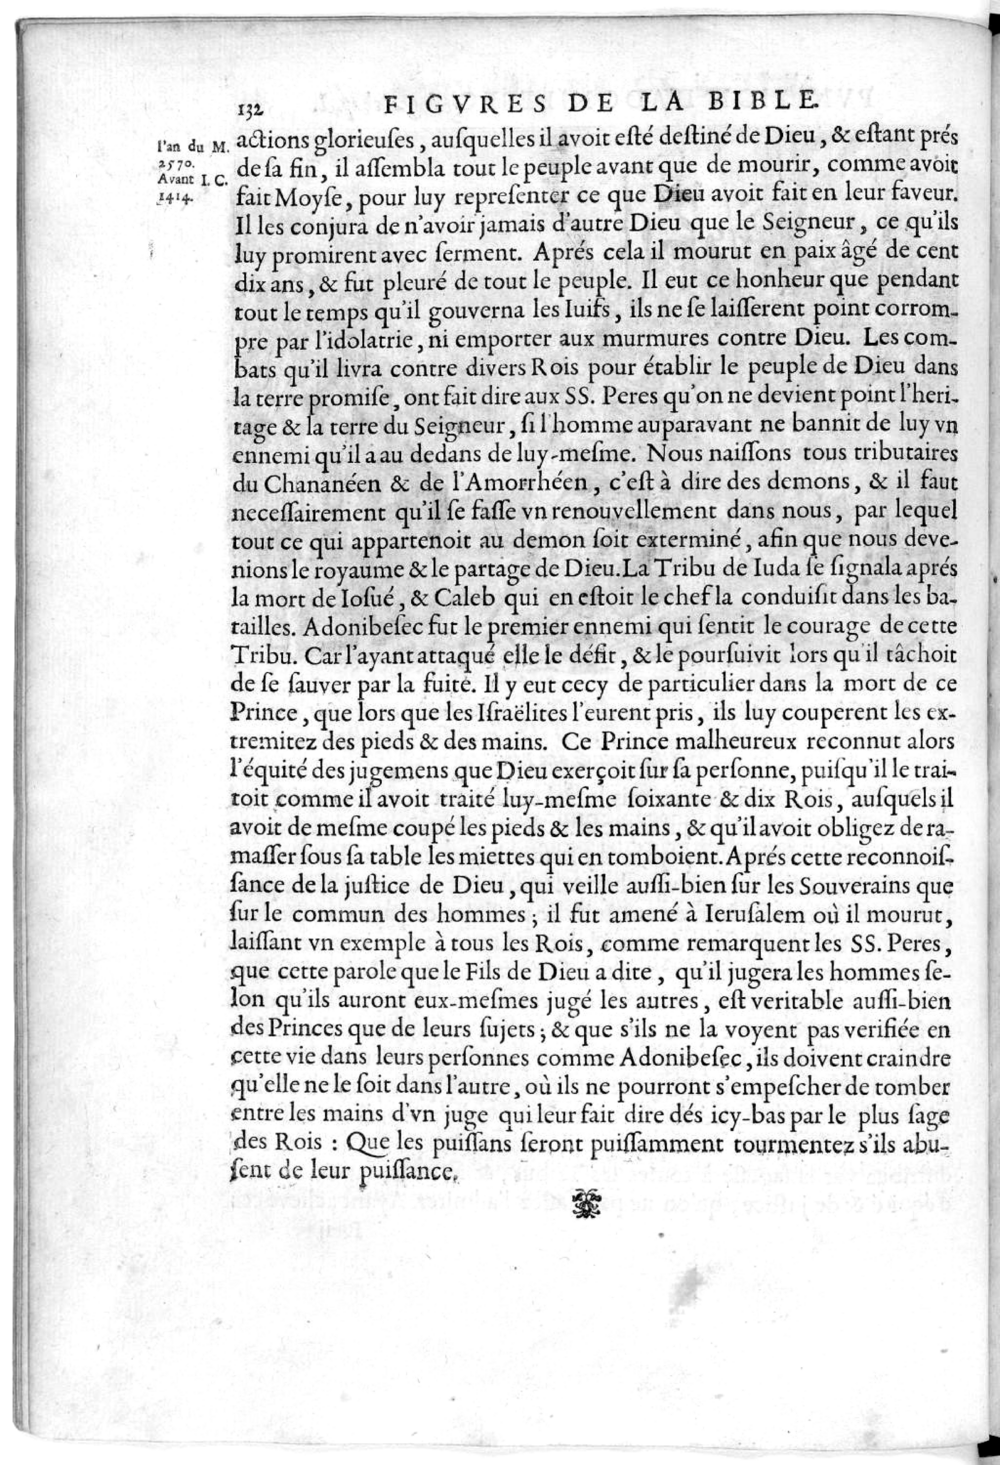 132 FIGVRES DE LA BIBLE.
l'an du M.
2570.
Avant I. C.
1414.
actions glorieuſes, auſquelles il avoit eſté deſtiné de Dieu, & eſtant prés
de ſa fin, il aſſembla tout le peuple avant que de mourir, comme avoit
fait Moyſe, pour luy repreſenter ce que Dieu avoit fait en leur faveur.
Il les conjura de n'avoir jamais d'autre Dieu que le Seigneur, ce qu'ils
luy promirent avec ſerment. Aprés cela il mourut en paix âgé de cent
dix ans, & fut pleuré de tout le peuple. Il eut ce honheur que pendant
tout le temps qu'il gouverna les Iuifs, ils ne ſe laiſſerent point corrom-
pre par l'idolatrie, ni emporter aux murmures contre Dieu. Les com-
bats qu'il livra contre divers Rois pour établir le peuple de Dieu dans
la terre promiſe, ont fait dire aux SS. Peres qu'on ne devient point l'heri-
tage & la terre du Seigneur, ſi l'homme auparavant ne bannit de luy vn
ennemi qu'il a au dedans de luy-meſme. Nous naiſſons tous tributaires
du Chananéen & de l'Amorrhéen, c'eſt à dire des demons, & il faut
neceſſairement qu'il ſe faſſe vn renouvellement dans nous, par lequel
tout ce qui appartenoit au demon ſoit exterminé, afin que nous deve-
nions le royaume & le partage de Dieu. La Tribu de Iuda ſe ſignala aprés
la mort de Ioſué, & Caleb qui en eſtoit le chef la conduiſit dans les ba-
tailles. Adonibeſec fut le premier ennemi qui ſentit le courage de cette
Tribu. Car l'ayant attaqué elle le défit, & le pourſuivit lors qu'il tâchoit
de ſe ſauver par la fuite. Il y eut cecy de particulier dans la mort de ce
Prince, que lors que les Iſraëlites l'eurent pris, ils luy couperent les ex-
tremitez des pieds & des mains. Ce Prince malheureux reconnut alors
l'équité des jugemens que Dieu exerçoit ſur ſa perſonne, puiſqu'il le trai-
toit comme il avoit traité luy-meſme ſoixante & dix Rois, auſquels il
avoit de meſme coupé les pieds & les mains, & qu'il avoit obligez de ra-
maſſer ſous ſa table les miettes qui en tomboient. Aprés cette reconnoiſ-
ſance de la juſtice de Dieu, qui veille auſſi-bien ſur les Souverains que
ſur le commun des hommes; il fut amené à Ieruſalem où il mourut,
laiſſant vn exemple à tous les Rois, comme remarquent les SS. Peres,
que cette parole que le Fils de Dieu a dite, qu'il jugera les hommes ſe-
lon qu'ils auront eux-meſmes jugé les autres, eſt veritable auſſi-bien
des Princes que de leurs ſujets; & que s'ils ne la voyent pas verifiée en
cette vie dans leurs perſonnes comme Adonibeſec, ils doivent craindre
qu'elle ne le ſoit dans l'autre, où ils ne pourront s'empeſcher de tomber
entre les mains d'vn juge qui leur fait dire dés icy-bas par le plus ſage
des Rois : Que les puiſſans ſeront puiſſamment tourmentez s'ils abu-
ſent de leur puiſſance.